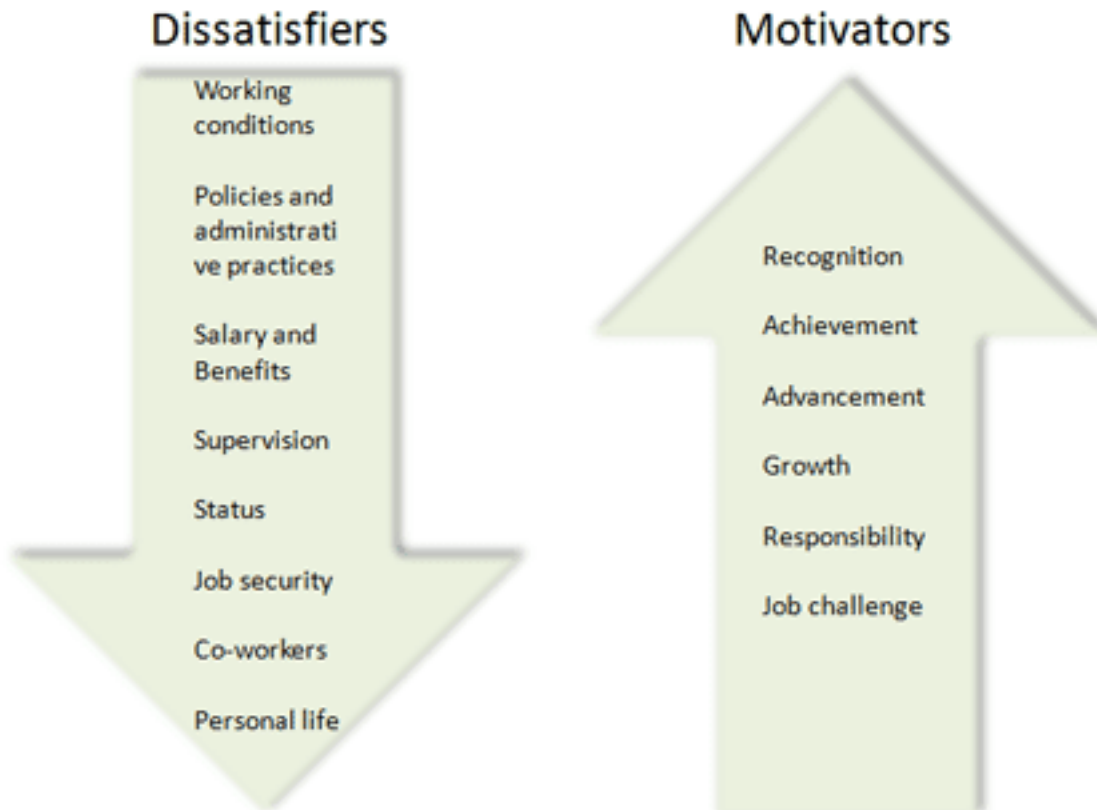 Dissatisfiers
Working
conditions
Policies and
administrati
ve practices
Salary and
Benefits
Supervision
Status
Job security
Co-workers
Personal life
Motivators
Recognition
Achievement
Advancement
Growth
Responsibility
Job challenge